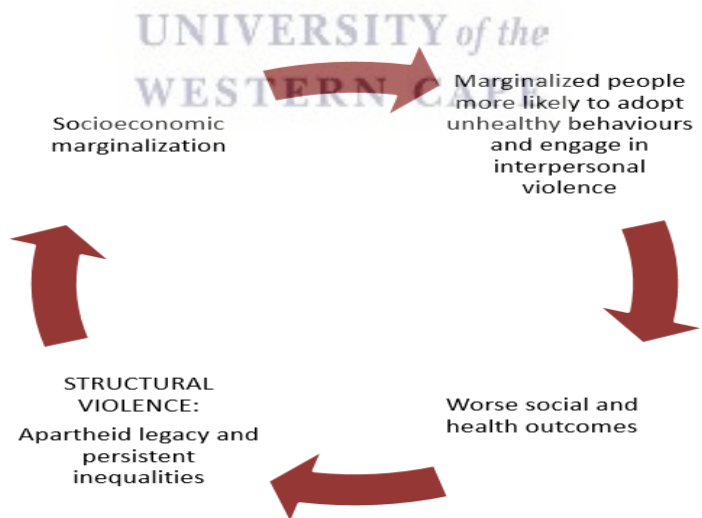 UNIVERSITY of the
WESTERN CAPE
Socioeconomic
marginalization
Marginalized people
more likely to adopt
unhealthy behaviours
and engage in
interpersonal
violence
Worse social and
health outcomes
STRUCTURAL
VIOLENCE:
Apartheid legacy and
persistent
inequalities